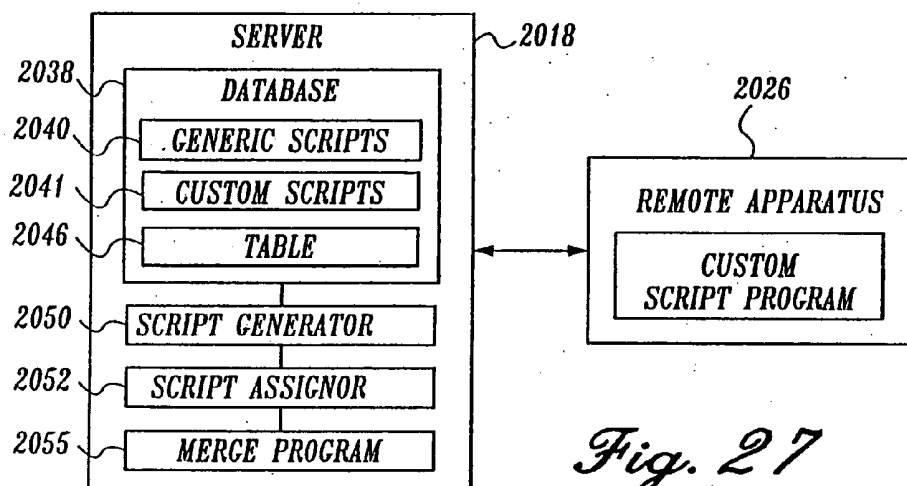 SERVER
2018
2038
DATABASE
2040
GENERIC SCRIPTS
2041
CUSTOM SCRIPTS
2046
TABLE
2050
SCRIPT GENERATOR
2052
SCRIPT ASSIGNOR
2055
MERGE PROGRAM
2026
REMOTE APPARATUS
CUSTOM
SCRIPT PROGRAM
Fig. 27